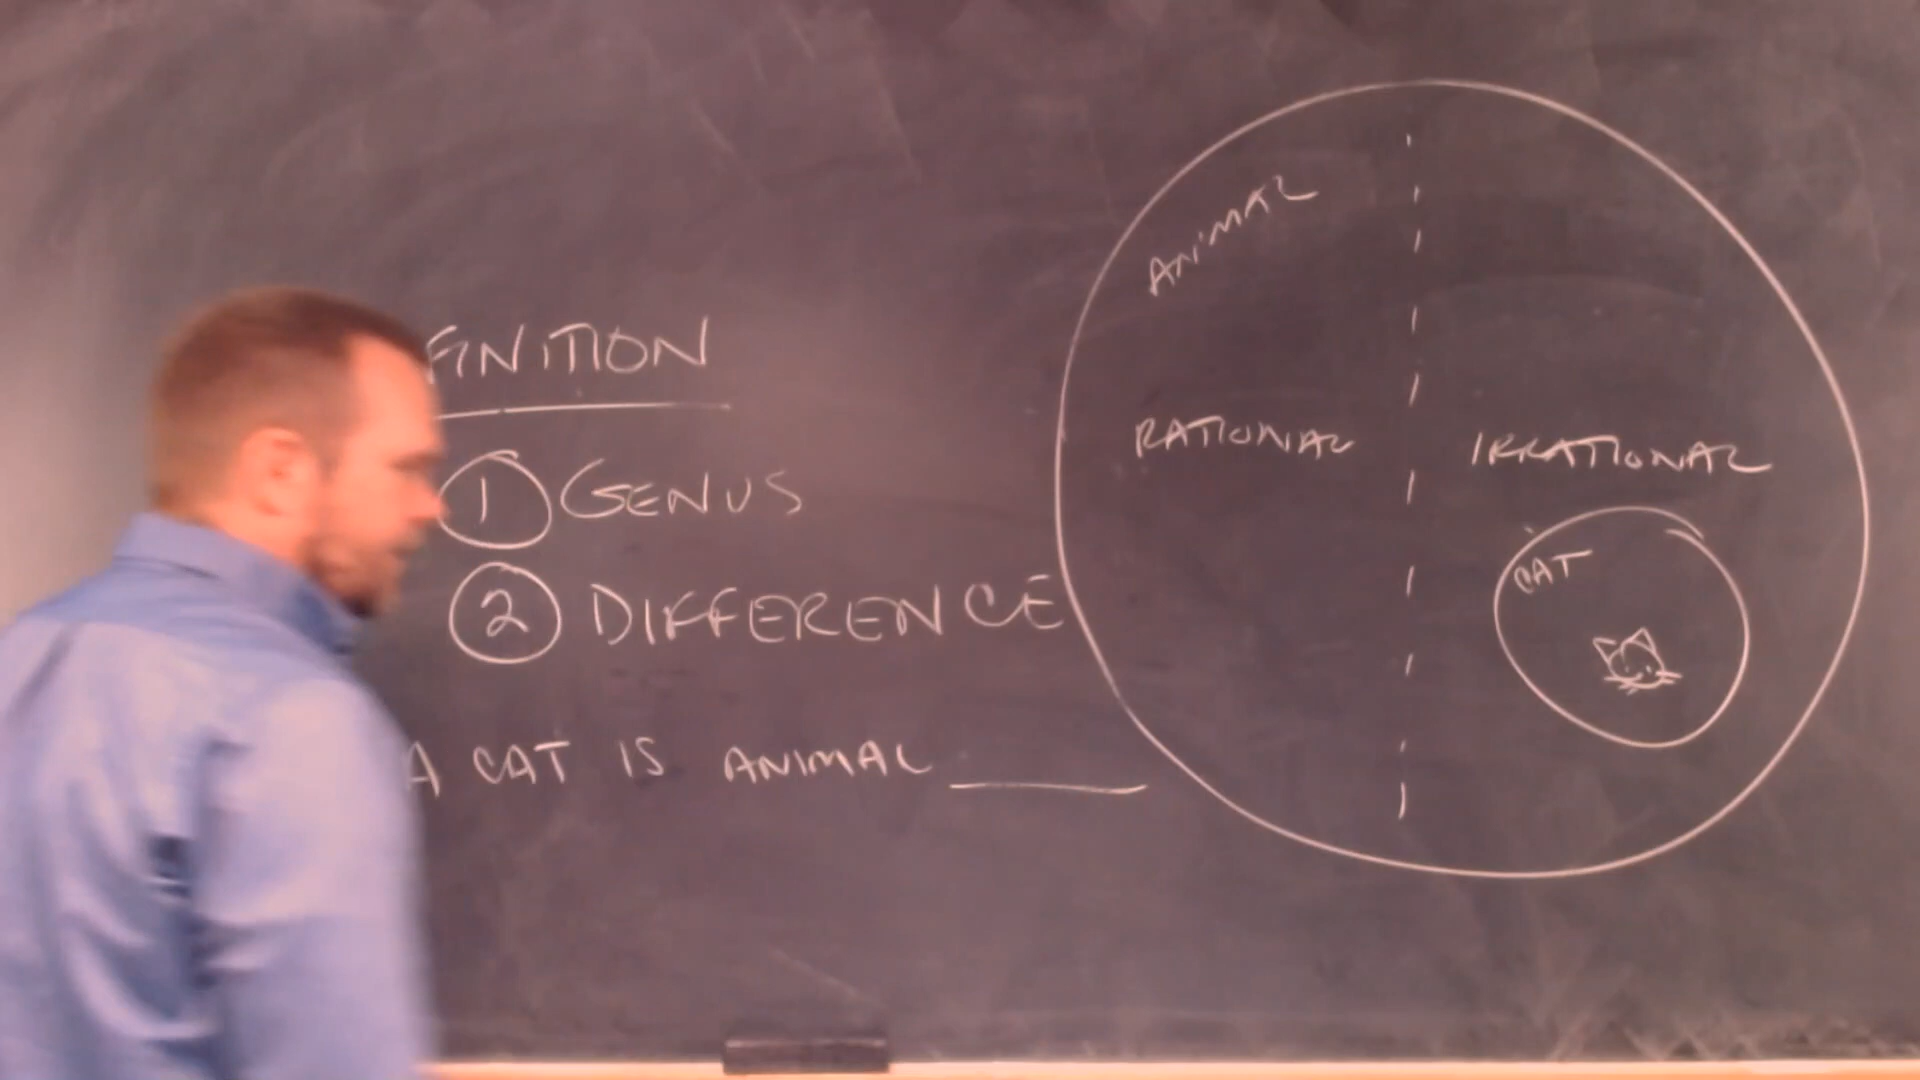 FINITION
1 GENUS
2 DIFFERENCE
A CAT IS ANIMAL
ANIMAL
RATIONAL
IRRATIONAL
CAT